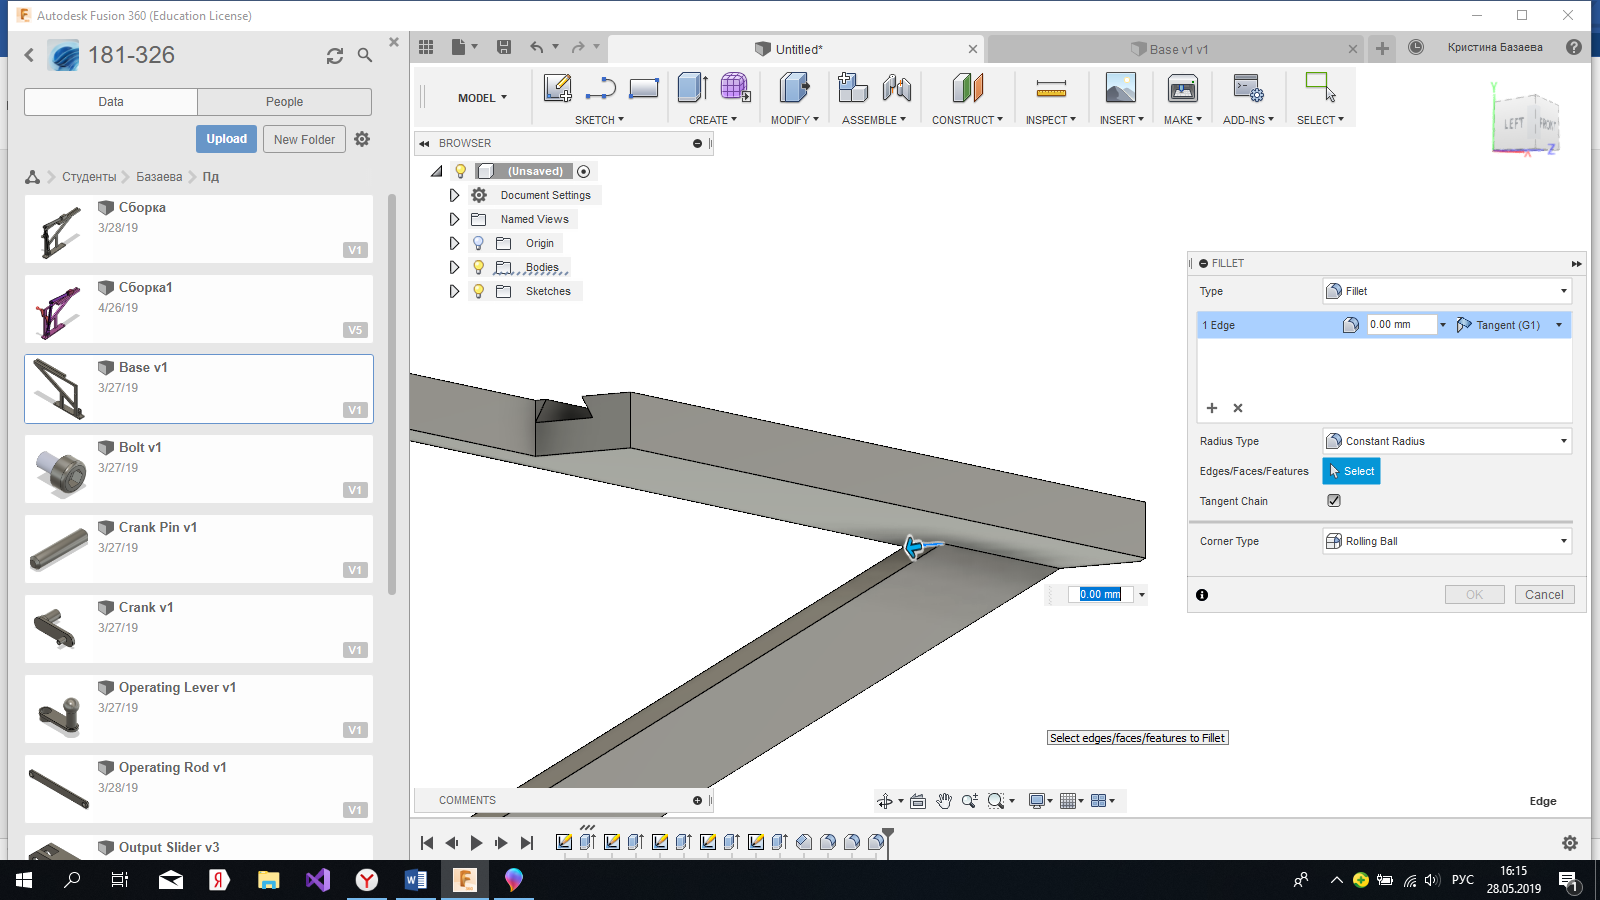 Autodesk Fusion 360 (Education License)
181-326
Data
People
Upload
New Folder
Студенты
Базаева
Пд
Сборка
3/28/19
V1
Сборка1
4/26/19
V5
Base v1
3/27/19
V1
Bolt v1
3/27/19
V1
Crank Pin v1
3/27/19
V1
Crank v1
3/27/19
V1
Operating Lever v1
3/27/19
V1
Operating Rod v1
3/28/19
V1
Output Slider v3
Untitled*
Base v1 v1
Кристина Базаева
MODEL
SKETCH
CREATE
MODIFY
ASSEMBLE
CONSTRUCT
INSPECT
INSERT
MAKE
ADD-INS
SELECT
BROWSER
(Unsaved)
Document Settings
Named Views
Origin
Bodies
Sketches
Y
LEFT
FRONT
X
Z
FILLET
Type
Fillet
1 Edge
0.00 mm
Tangent (G1)
Radius Type
Constant Radius
Edges/Faces/Features
Select
Tangent Chain
Corner Type
Rolling Ball
OK
Cancel
0.00 mm
Select edges/faces/features to Fillet
COMMENTS
Edge
РУС
16:15
28.05.2019
1